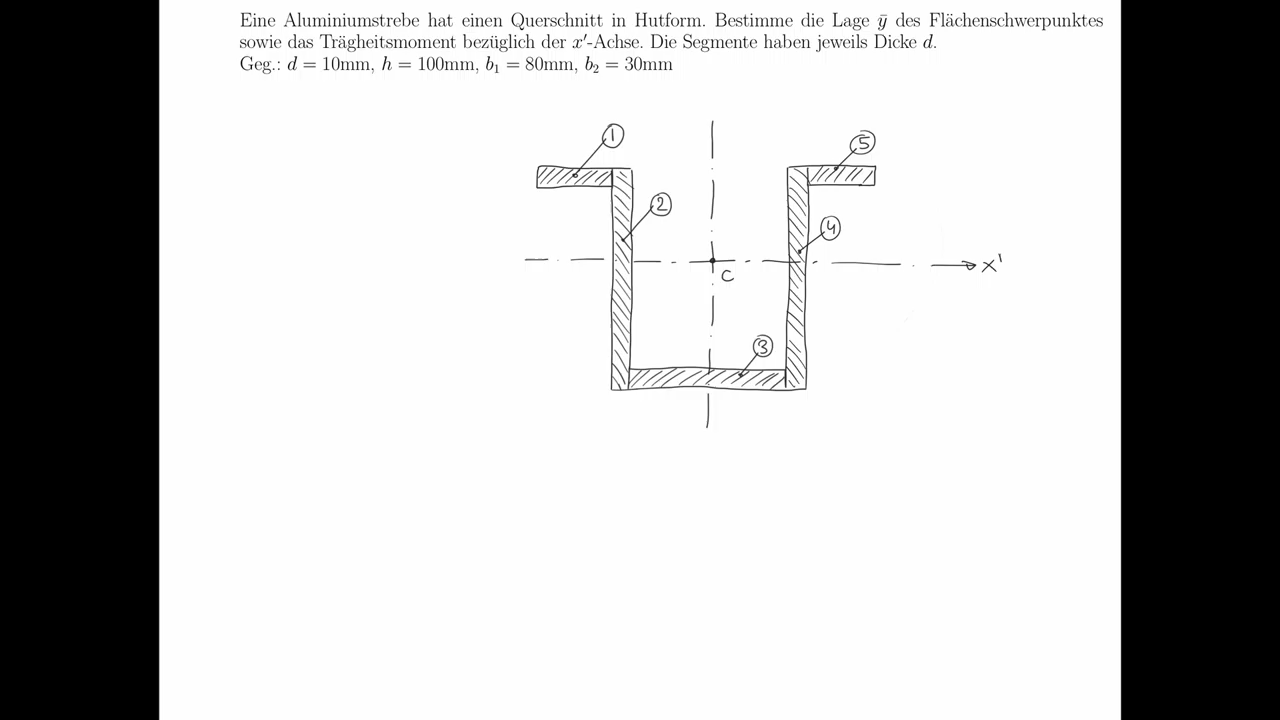 Eine Aluminiumstrebe hat einen Querschnitt in Hutform. Bestimme die Lage ȳ des Flächenschwerpunktes
sowie das Trägheitsmoment bezüglich der x′-Achse. Die Segmente haben jeweils Dicke d.
Geg.: d = 10mm, h = 100mm, b₁ = 80mm, b₂ = 30mm
①
⑤
②
④
C
x'
③